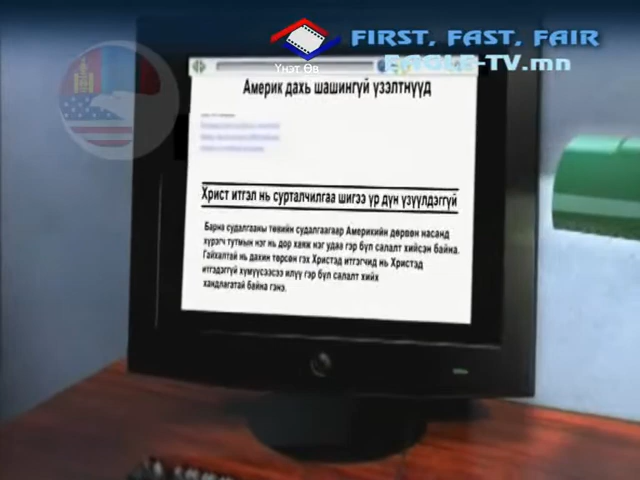 FIRST, FAST, FAIR
EAGLE-TV.mn
Үнэт Өв
Америк дахь шашингүй үзэлтнүүд
Христ итгэл нь сурталчилгаа шигээ үр дүн үзүүлдэггүй
Барна судалгааны төвийн судалгаагаар Америкийн дөрвөн насанд
хүрэгч тутмын нэг нь дор хаяж нэг удаа гэр бүл салалт хийсэн байна.
Гайхалтай нь дахин төрсөн гэх Христэд итгэгчид нь Христэд
итгэдэггүй хүмүүсээсээ илүү гэр бүл салалт хийх
хандлагатай байна гэнэ.